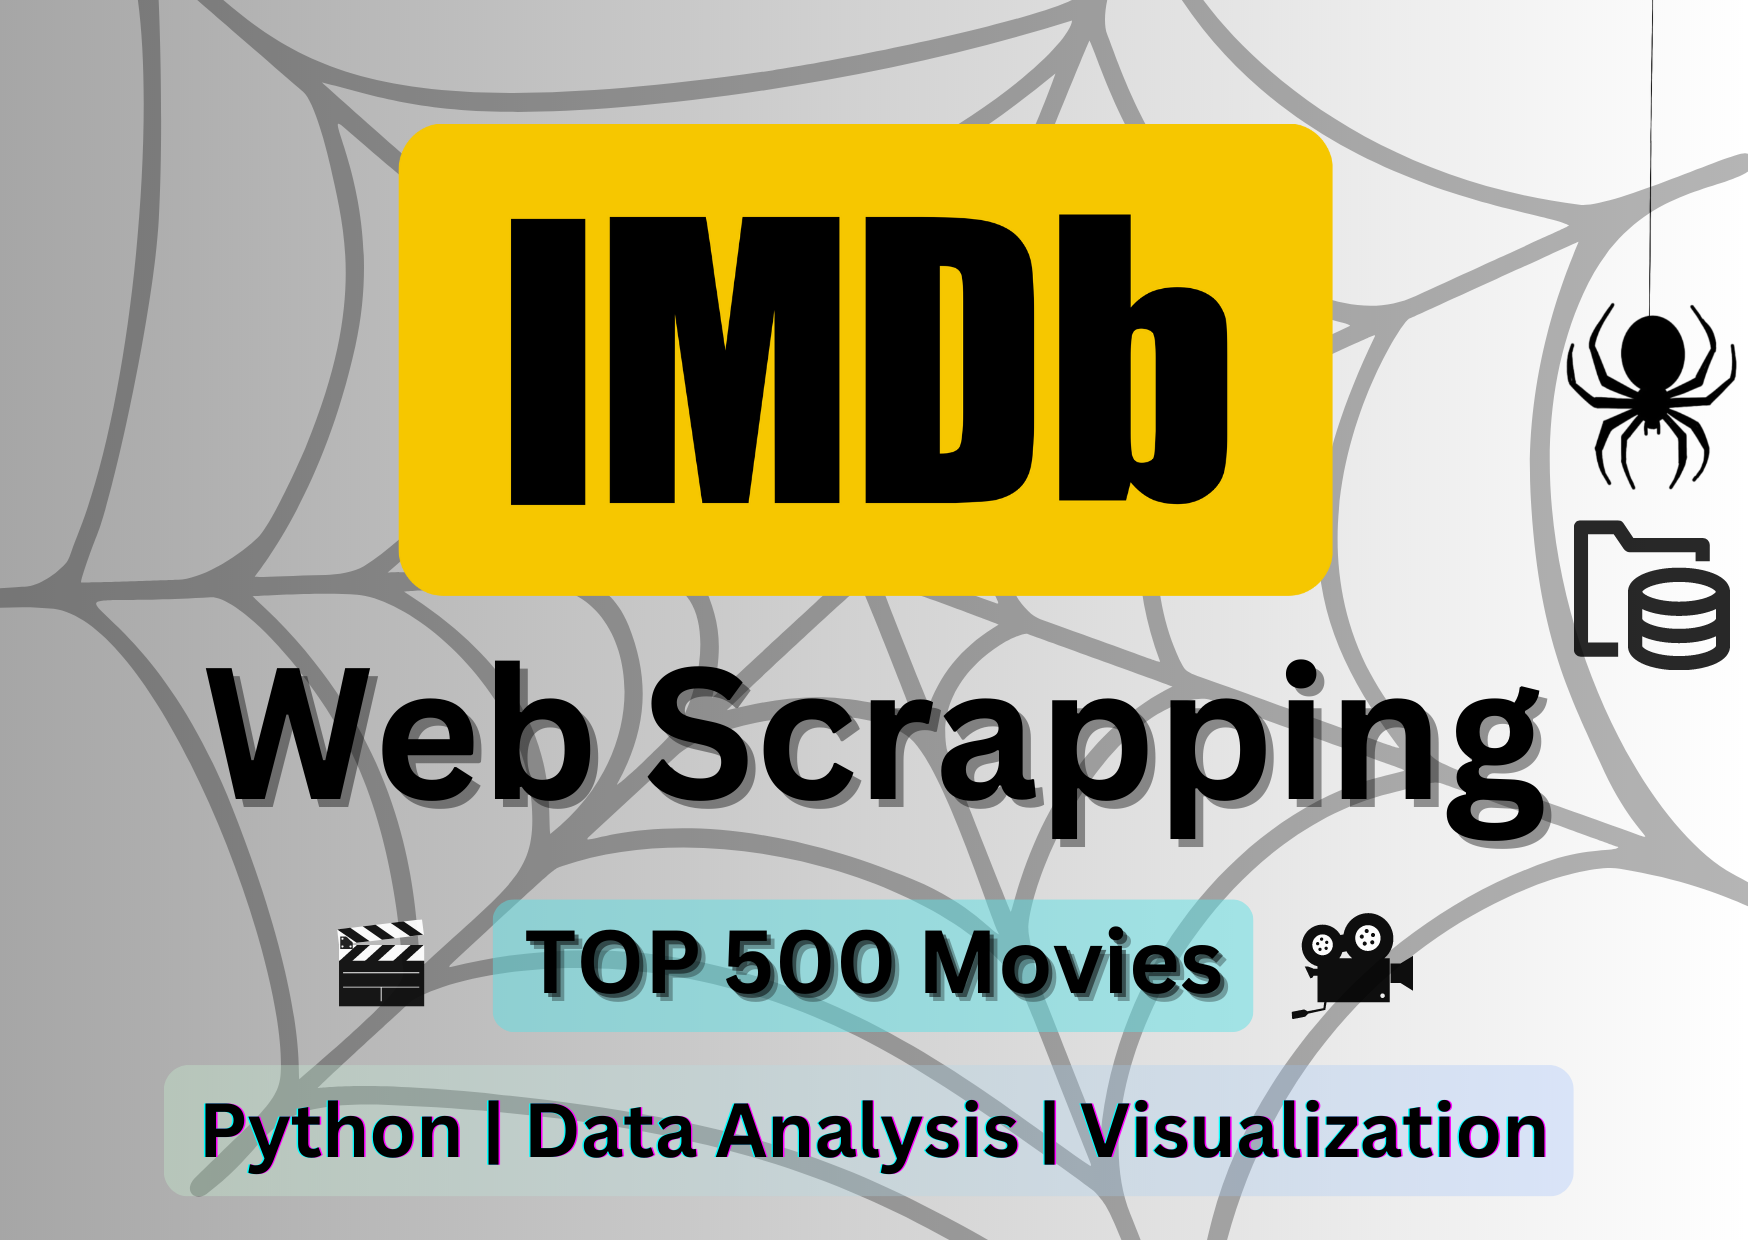 IMDb
Web Scrapping
TOP 500 Movies
Python | Data Analysis | Visualization